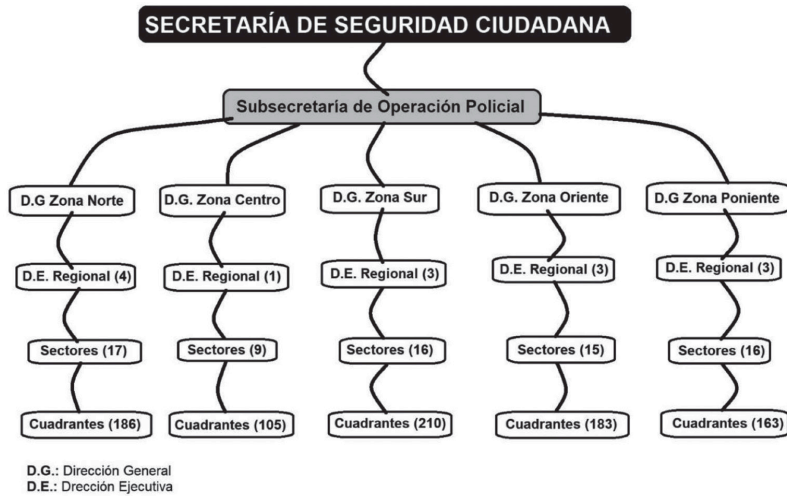 SECRETARÍA DE SEGURIDAD CIUDADANA
Subsecretaria de Operación Policial
D.G Zona Norte
D.G. Zona Centro
D.G. Zona Sur
D.G. Zona Oriente
D.G Zona Poniente
D.E. Regional (4)
D.E. Regional (1)
D.E. Regional (3)
D.E. Regional (3)
D.E. Regional (3)
Sectores (17)
Sectores (9)
Sectores (16)
Sectores (15)
Sectores (16)
Cuadrantes (186)
Cuadrantes (105)
Cuadrantes (210)
Cuadrantes (183)
Cuadrantes (163)
D.G.: Dirección General
D.E.: Drección Ejecutiva